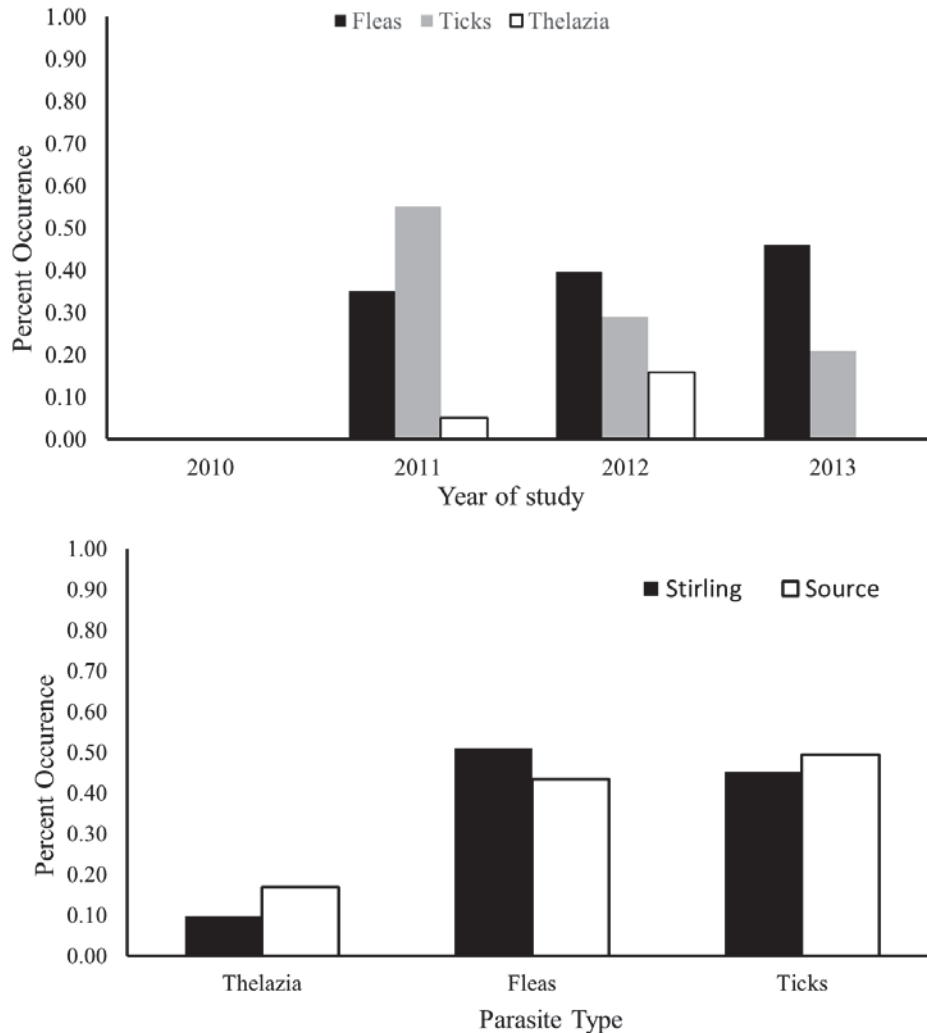 1.00
Fleas Ticks Thelazia
0.90
0.80
0.70
0.60
0.50
0.40
0.30
0.20
0.10
0.00
Percent Occurence
2010 2011 2012 2013
Year of study
1.00
0.90
0.80
0.70
0.60
0.50
0.40
0.30
0.20
0.10
0.00
Percent Occurence
Stirling Source
Thelazia Fleas Ticks
Parasite Type